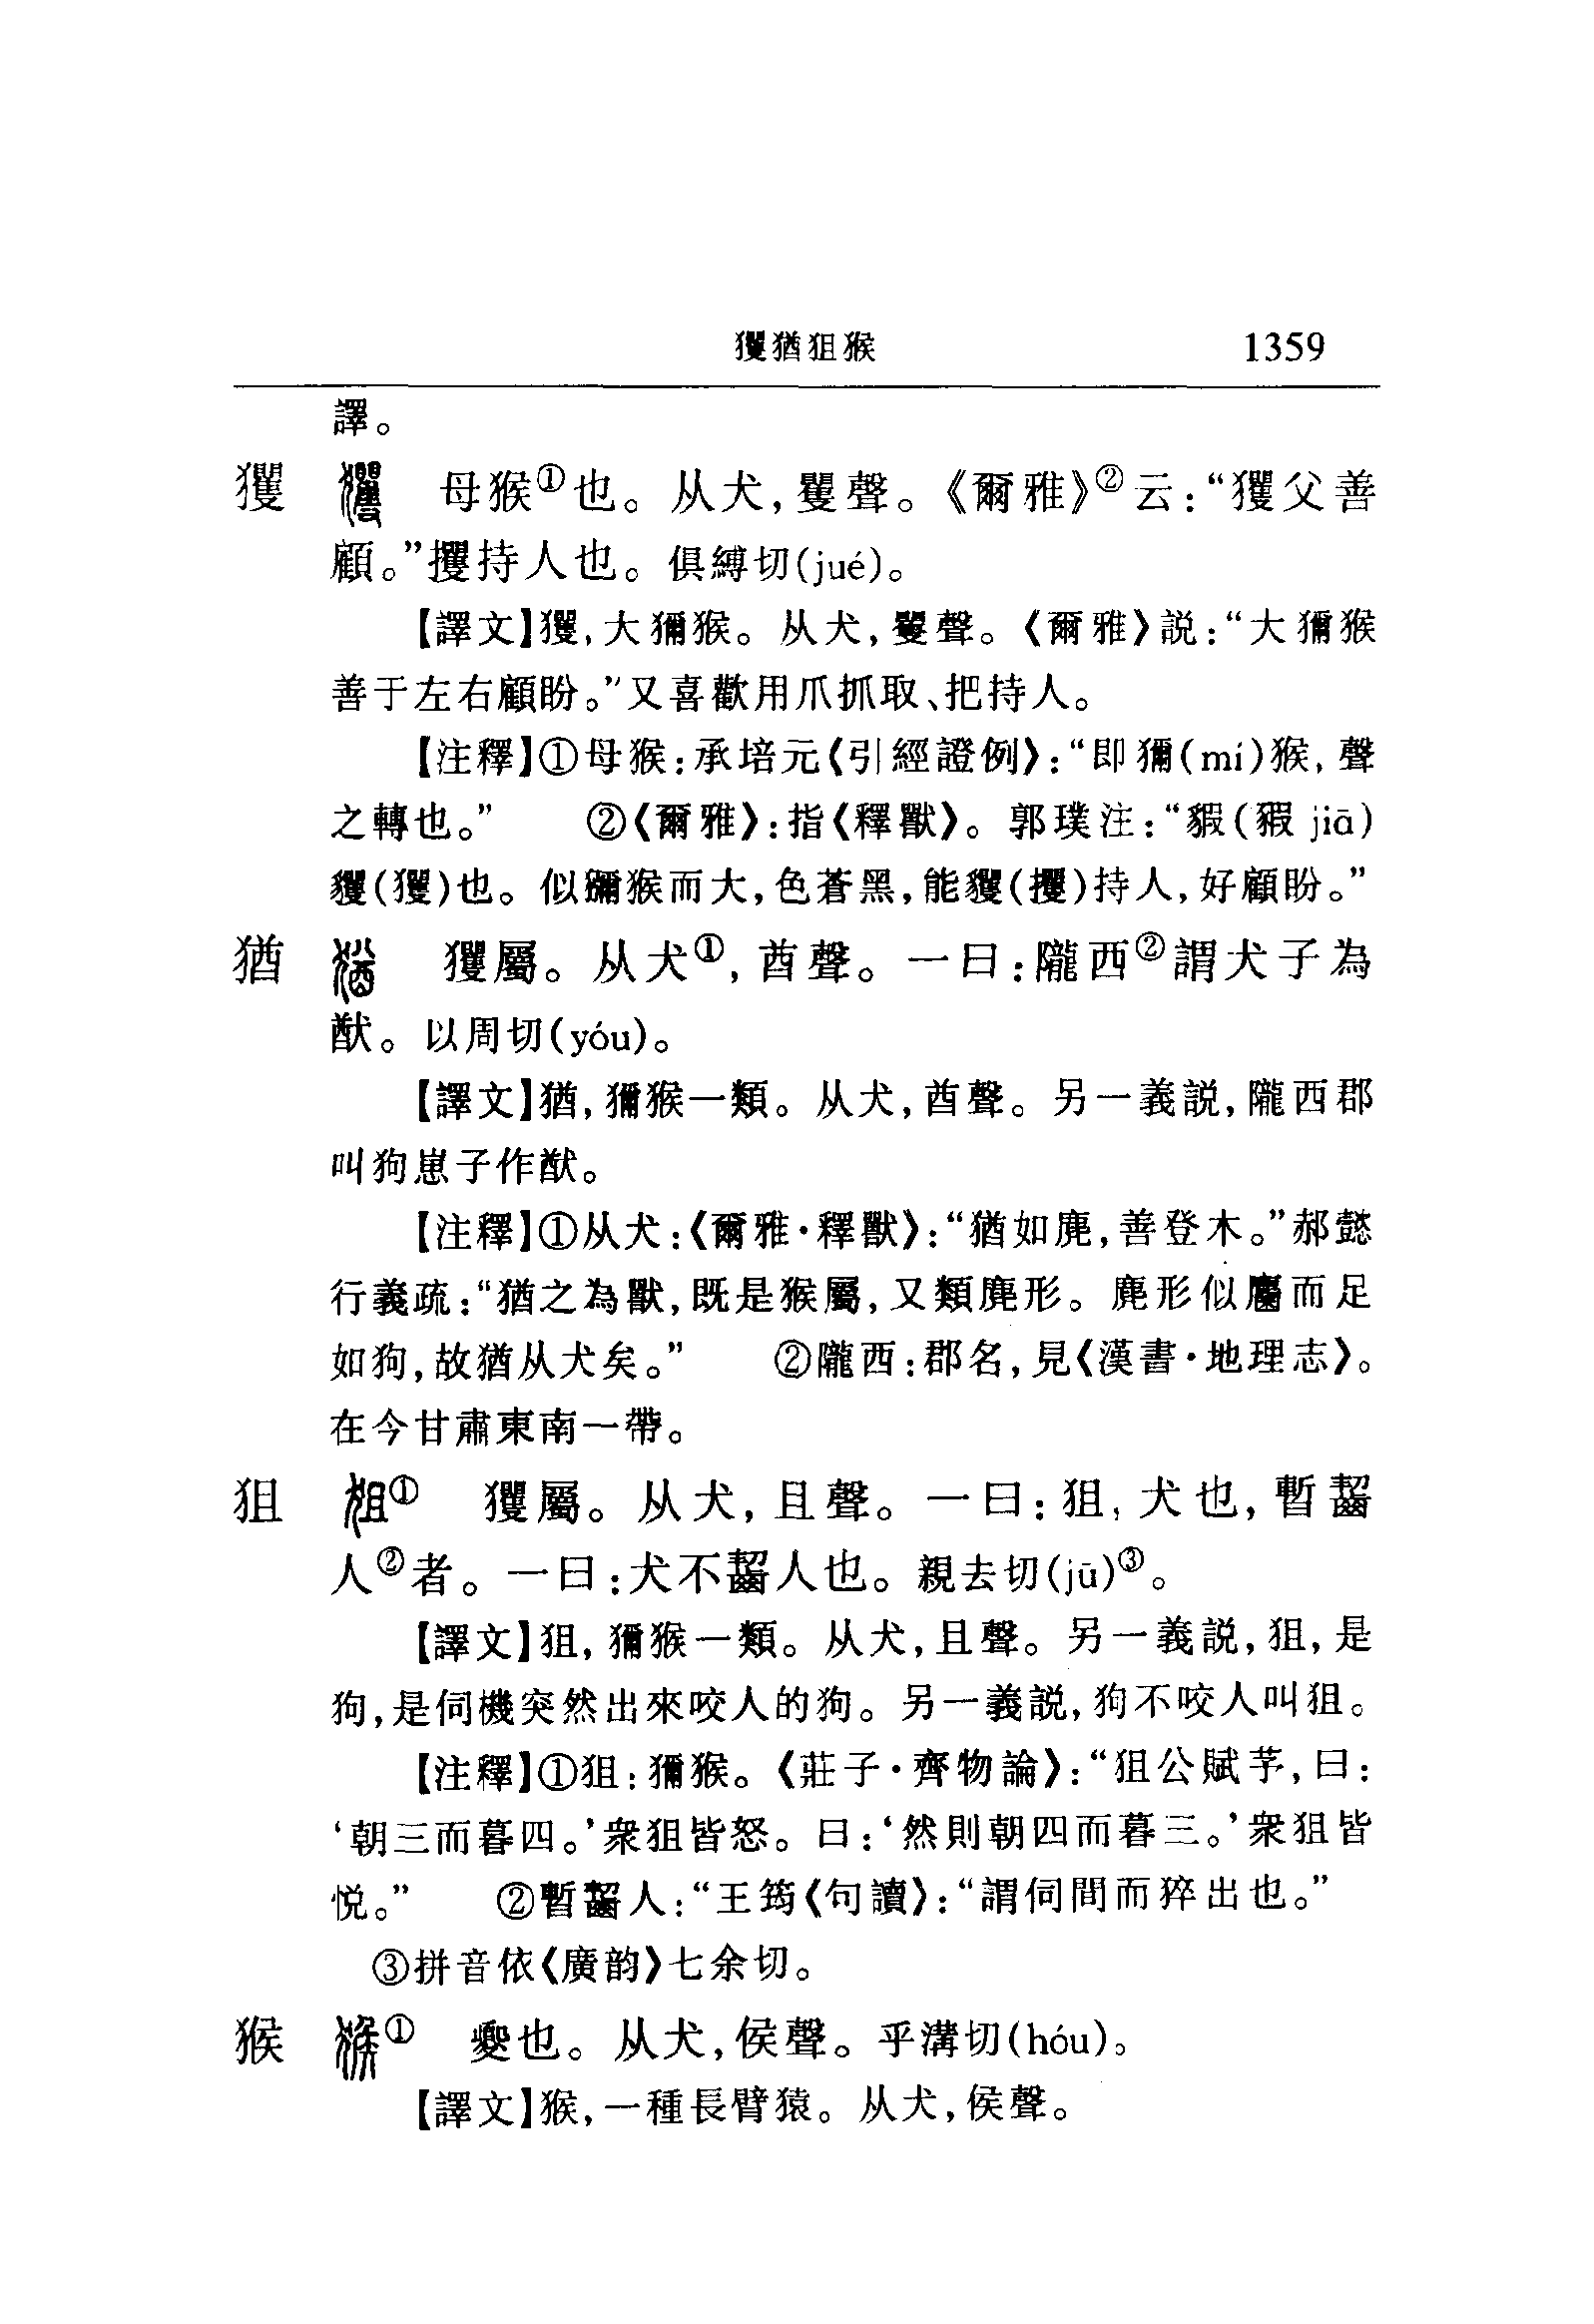 玃猶狙猴 1359
譯。
玃 母猴①也。从犬,矍聲。《爾雅》②云:“玃父善
顧。”攫持人也。俱縛切(jué)。
【譯文】玃,大獼猴。从犬,矍聲。《爾雅》説:“大獼猴
善于左右顧盼。”又喜歡用爪抓取、把持人。
【注釋】①母猴:承培元《引經證例》:“即獼(mí)猴,聲
之轉也。” ②《爾雅》:指《釋獸》。郭璞注:“貑(猳 jiā)
貜(玃)也。似獼猴而大,色蒼黑,能貜(攫)持人,好顧盼。”
猶 玃屬。从犬①,酋聲。一曰:隴西②謂犬子為
猷。以周切(yóu)。
【譯文】猶,獼猴一類。从犬,酋聲。另一義説,隴西郡
叫狗崽子作猷。
【注釋】①从犬:《爾雅·釋獸》:“猶如麂,善登木。”郝懿
行義疏:“猶之為獸,既是猴屬,又類麂形。麂形似麕而足
如狗,故猶从犬矣。” ②隴西:郡名,見《漢書·地理志》。
在今甘肅東南一帶。
狙 ① 玃屬。从犬,且聲。一曰:狙,犬也,暫齧
人②者。一曰:犬不齧人也。親去切(jū)③。
【譯文】狙,獼猴一類。从犬,且聲。另一義説,狙,是
狗,是伺機突然出來咬人的狗。另一義説,狗不咬人叫狙。
【注釋】①狙:獼猴。《莊子·齊物論》:“狙公賦芧,曰:
‘朝三而暮四。’衆狙皆怒。曰:‘然則朝四而暮三。’衆狙皆
悦。” ②暫齧人:“王筠《句讀》:“謂伺間而猝出也。”
③拼音依《廣韵》七余切。
猴 ① 夒也。从犬,侯聲。乎溝切(hóu)。
【譯文】猴,一種長臂猿。从犬,侯聲。